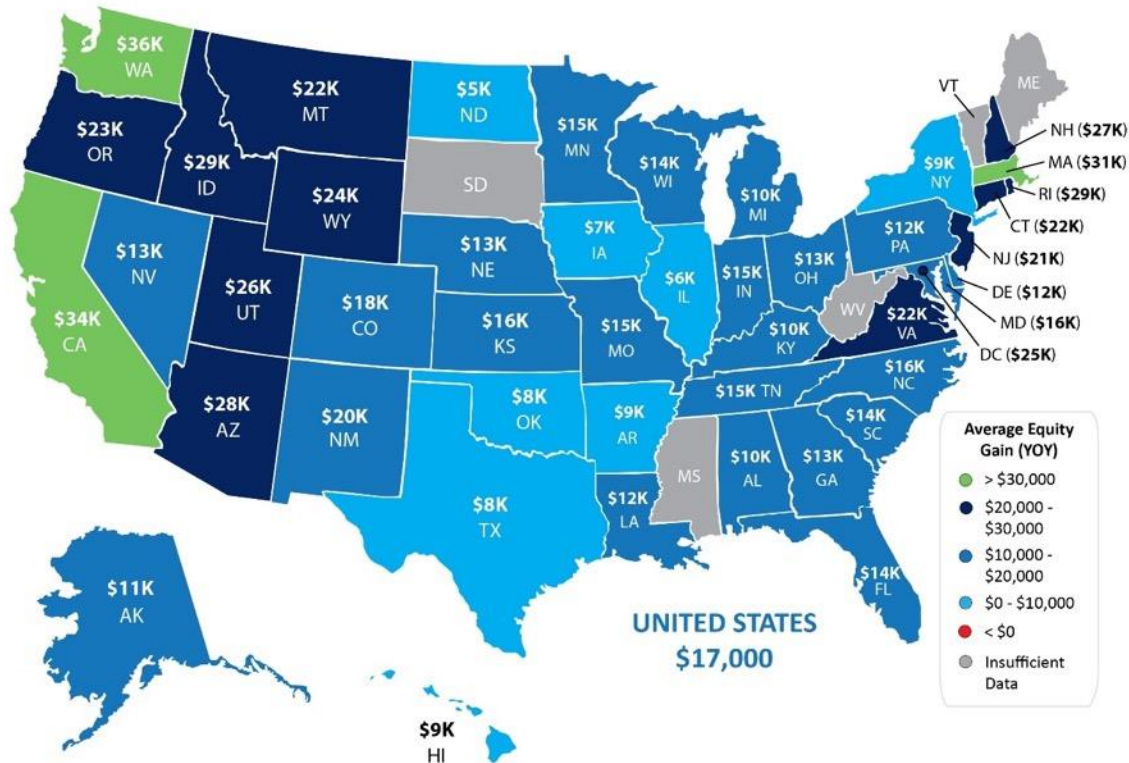 $36K
WA
$23K
OR
$29K
ID
$22K
MT
$24K
WY
$5K
ND
SD
$15K
MN
$14K
WI
$10K
MI
$9K
NY
VT
ME
NH ($27K)
MA ($31K)
RI ($29K)
CT ($22K)
NJ ($21K)
DE ($12K)
MD ($16K)
DC ($25K)
$34K
CA
$13K
NV
$26K
UT
$18K
CO
$13K
NE
$16K
KS
$7K
IA
$15K
MO
$6K
IL
$15K
IN
$13K
OH
$12K
PA
WV
$22K
VA
$10K
KY
$28K
AZ
$20K
NM
$8K
OK
$9K
AR
$15K TN
$16K
NC
$14K
SC
$8K
TX
$12K
LA
MS
$10K
AL
$13K
GA
$14K
FL
$11K
AK
$9K
HI
UNITED STATES
$17,000
Average Equity
Gain (YOY)
> $30,000
$20,000 -
$30,000
$10,000 -
$20,000
$0 - $10,000
< $0
Insufficient
Data